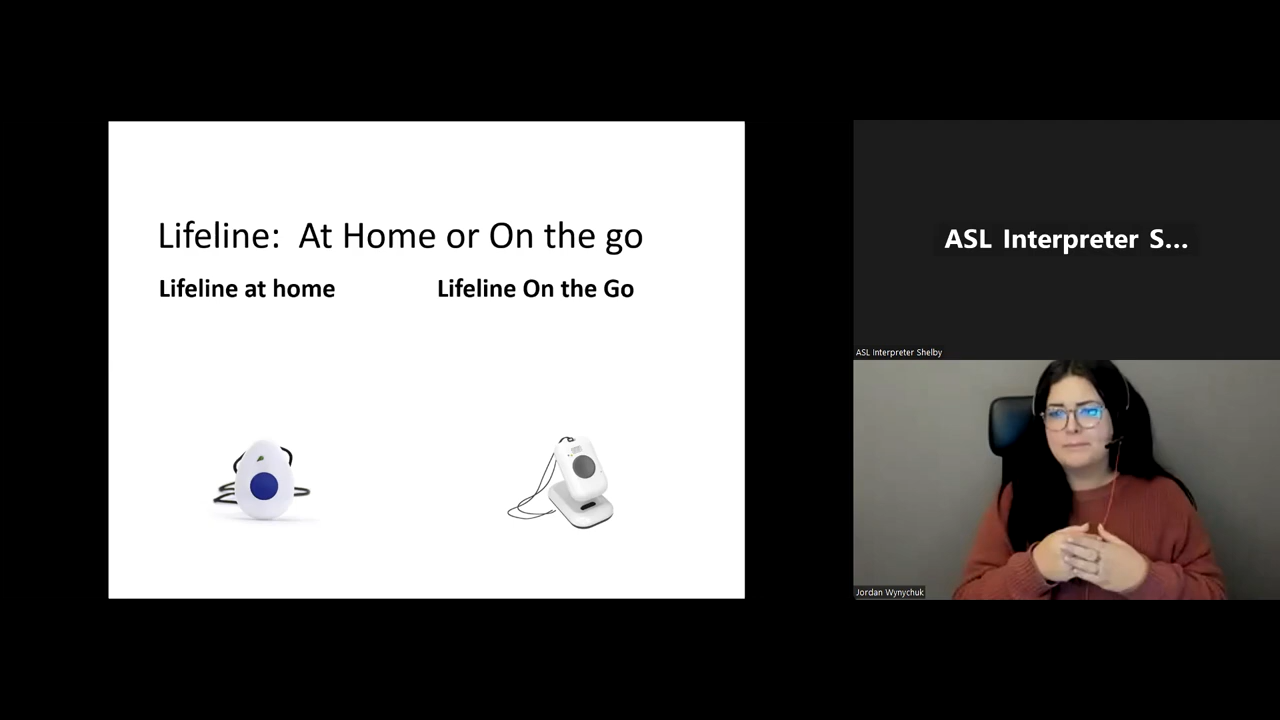 Lifeline:  At Home or On the go
Lifeline at home
Lifeline On the Go
ASL Interpreter S...
ASL Interpreter Shelby
Jordan Wynychuk